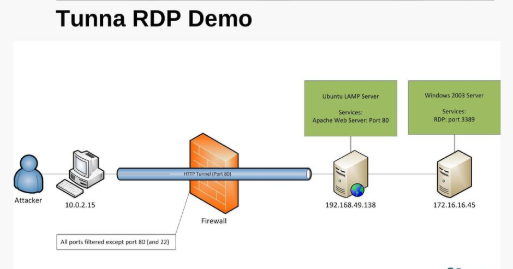 Tunna RDP Demo
Ubuntu LAMP Server
Services:
Apache Web Server: Port 80
Windows 2003 Server
Services:
RDP: port 3389
HTTP Tunnel (Port 80)
Attacker
10.0.2.15
Firewall
192.168.49.138
172.16.16.45
All ports filtered except port 80 (and 22)